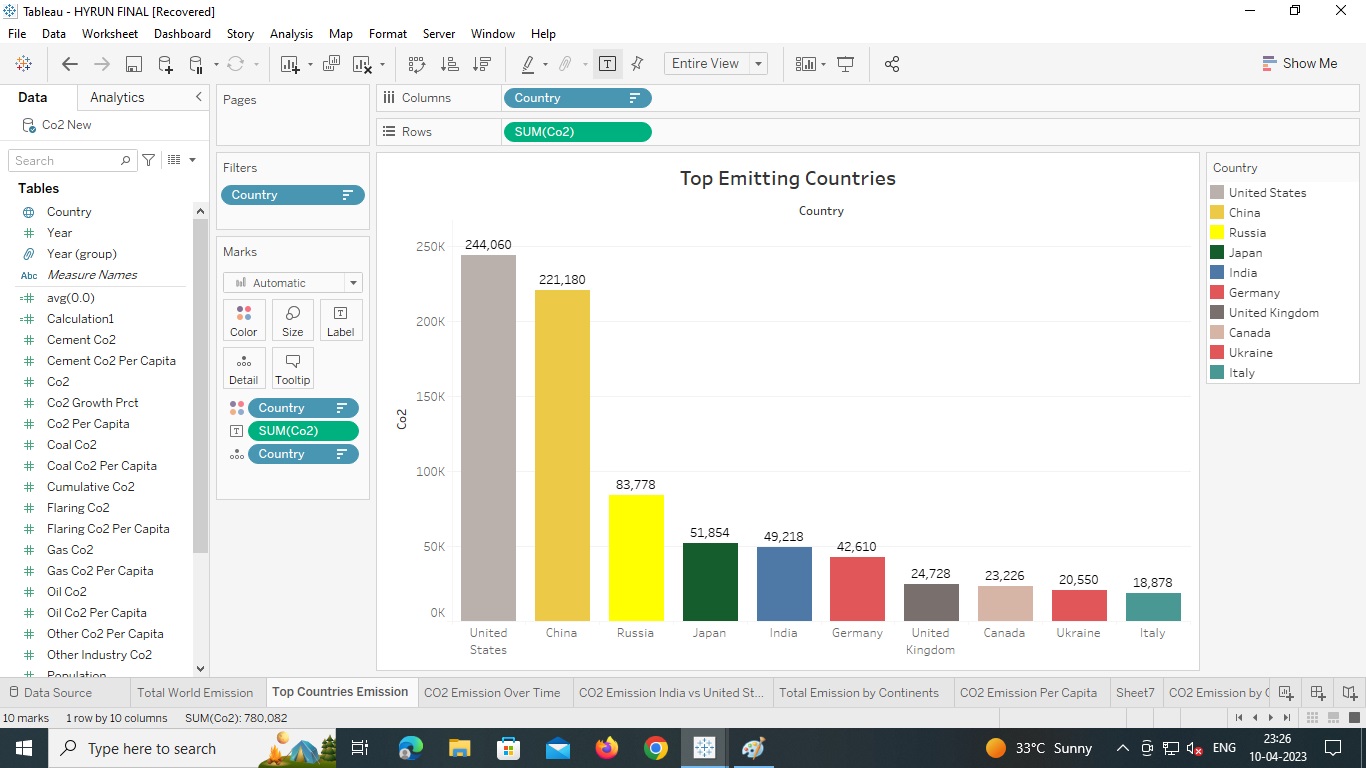 Tableau - HYRUN FINAL [Recovered]
File Data Worksheet Dashboard Story Analysis Map Format Server Window Help
Entire View
Show Me
Data Analytics
Co2 New
Search
Tables
Country
Year
Year (group)
Abc Measure Names
avg(0.0)
Calculation1
Cement Co2
Cement Co2 Per Capita
Co2
Co2 Growth Prct
Co2 Per Capita
Coal Co2
Coal Co2 Per Capita
Cumulative Co2
Flaring Co2
Flaring Co2 Per Capita
Gas Co2
Gas Co2 Per Capita
Oil Co2
Oil Co2 Per Capita
Other Co2 Per Capita
Other Industry Co2
Population
Pages
Filters
Country
Marks
Automatic
Color Size Label
Detail Tooltip
Country
SUM(Co2)
Country
Columns Country
Rows SUM(Co2)
Top Emitting Countries
Country
Co2
250K
200K
150K
100K
50K
0K
244,060
221,180
83,778
51,854
49,218
42,610
24,728
23,226
20,550
18,878
United
States
China
Russia
Japan
India
Germany
United
Kingdom
Canada
Ukraine
Italy
Country
United States
China
Russia
Japan
India
Germany
United Kingdom
Canada
Ukraine
Italy
Data Source Total World Emission Top Countries Emission CO2 Emission Over Time CO2 Emission India vs United St... Total Emission by Continents CO2 Emission Per Capita Sheet7 CO2 Emission by
10 marks 1 row by 10 columns SUM(Co2): 780,082
Type here to search
33°C Sunny
ENG
23:26
10-04-2023